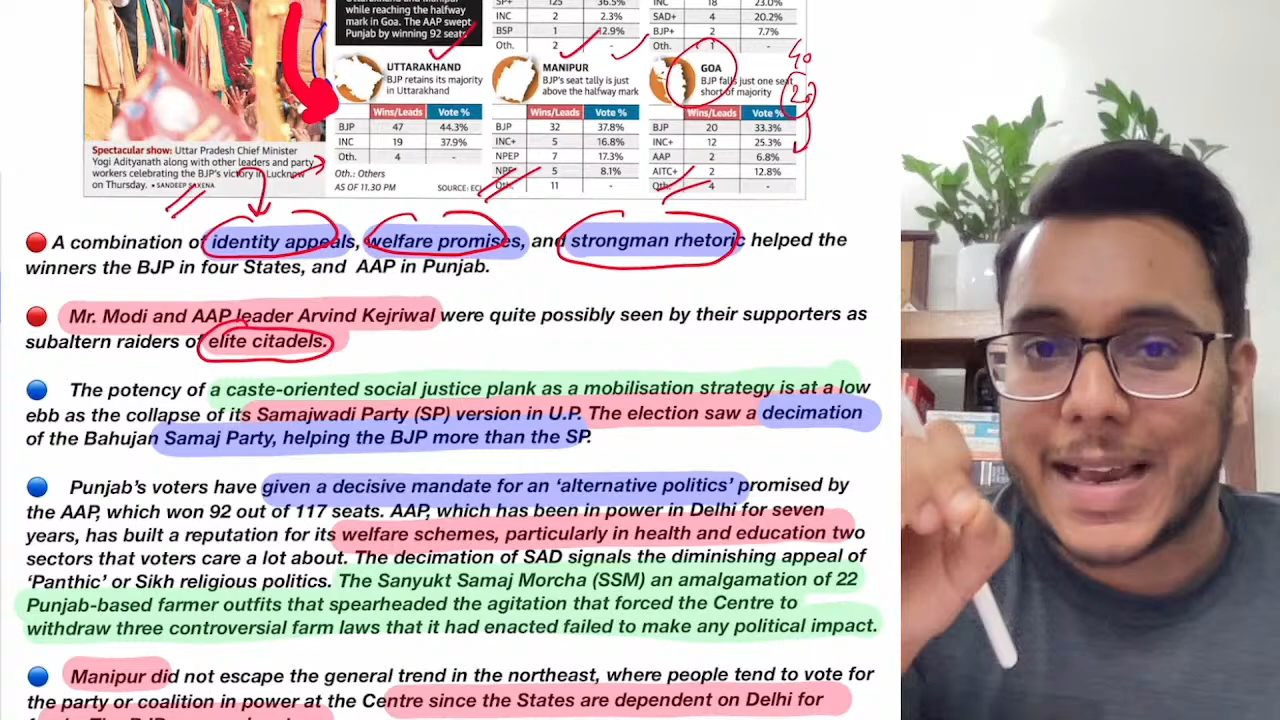 while reaching the halfway
mark in Goa. The AAP swept
Punjab by winning 92 seats
SP+ 125 36.5%
INC 2 2.3%
BSP 1 12.9%
Oth. 2 -
INC 18 23.0%
SAD+ 4 20.2%
BJP+ 2 7.7%
Oth. 1 -
UTTARAKHAND
BJP retains its majority
in Uttarakhand
Wins/Leads Vote %
BJP 47 44.3%
INC 19 37.9%
Oth. 4 -
Oth.: Others
AS OF 11.30 PM SOURCE: ECI
MANIPUR
BJP's seat tally is just
above the halfway mark
Wins/Leads Vote %
BJP 32 37.8%
INC+ 5 16.8%
NPEP 7 17.3%
NPF 5 8.1%
Oth. 11 -
GOA
BJP falls just one seat
short of majority
Wins/Leads Vote %
BJP 20 33.3%
INC+ 12 25.3%
AAP 2 6.8%
AITC+ 2 12.8%
Oth. 4 -
40
20
Spectacular show: Uttar Pradesh Chief Minister
Yogi Adityanath along with other leaders and party
workers celebrating the BJP's victory in Lucknow
on Thursday. • SANDEEP SAXENA
A combination of identity appeals, welfare promises, and strongman rhetoric helped the
winners the BJP in four States, and AAP in Punjab.
Mr. Modi and AAP leader Arvind Kejriwal were quite possibly seen by their supporters as
subaltern raiders of elite citadels.
The potency of a caste-oriented social justice plank as a mobilisation strategy is at a low
ebb as the collapse of its Samajwadi Party (SP) version in U.P. The election saw a decimation
of the Bahujan Samaj Party, helping the BJP more than the SP.
Punjab's voters have given a decisive mandate for an 'alternative politics' promised by
the AAP, which won 92 out of 117 seats. AAP, which has been in power in Delhi for seven
years, has built a reputation for its welfare schemes, particularly in health and education two
sectors that voters care a lot about. The decimation of SAD signals the diminishing appeal of
'Panthic' or Sikh religious politics. The Sanyukt Samaj Morcha (SSM) an amalgamation of 22
Punjab-based farmer outfits that spearheaded the agitation that forced the Centre to
withdraw three controversial farm laws that it had enacted failed to make any political impact.
Manipur did not escape the general trend in the northeast, where people tend to vote for
the party or coalition in power at the Centre since the States are dependent on Delhi for